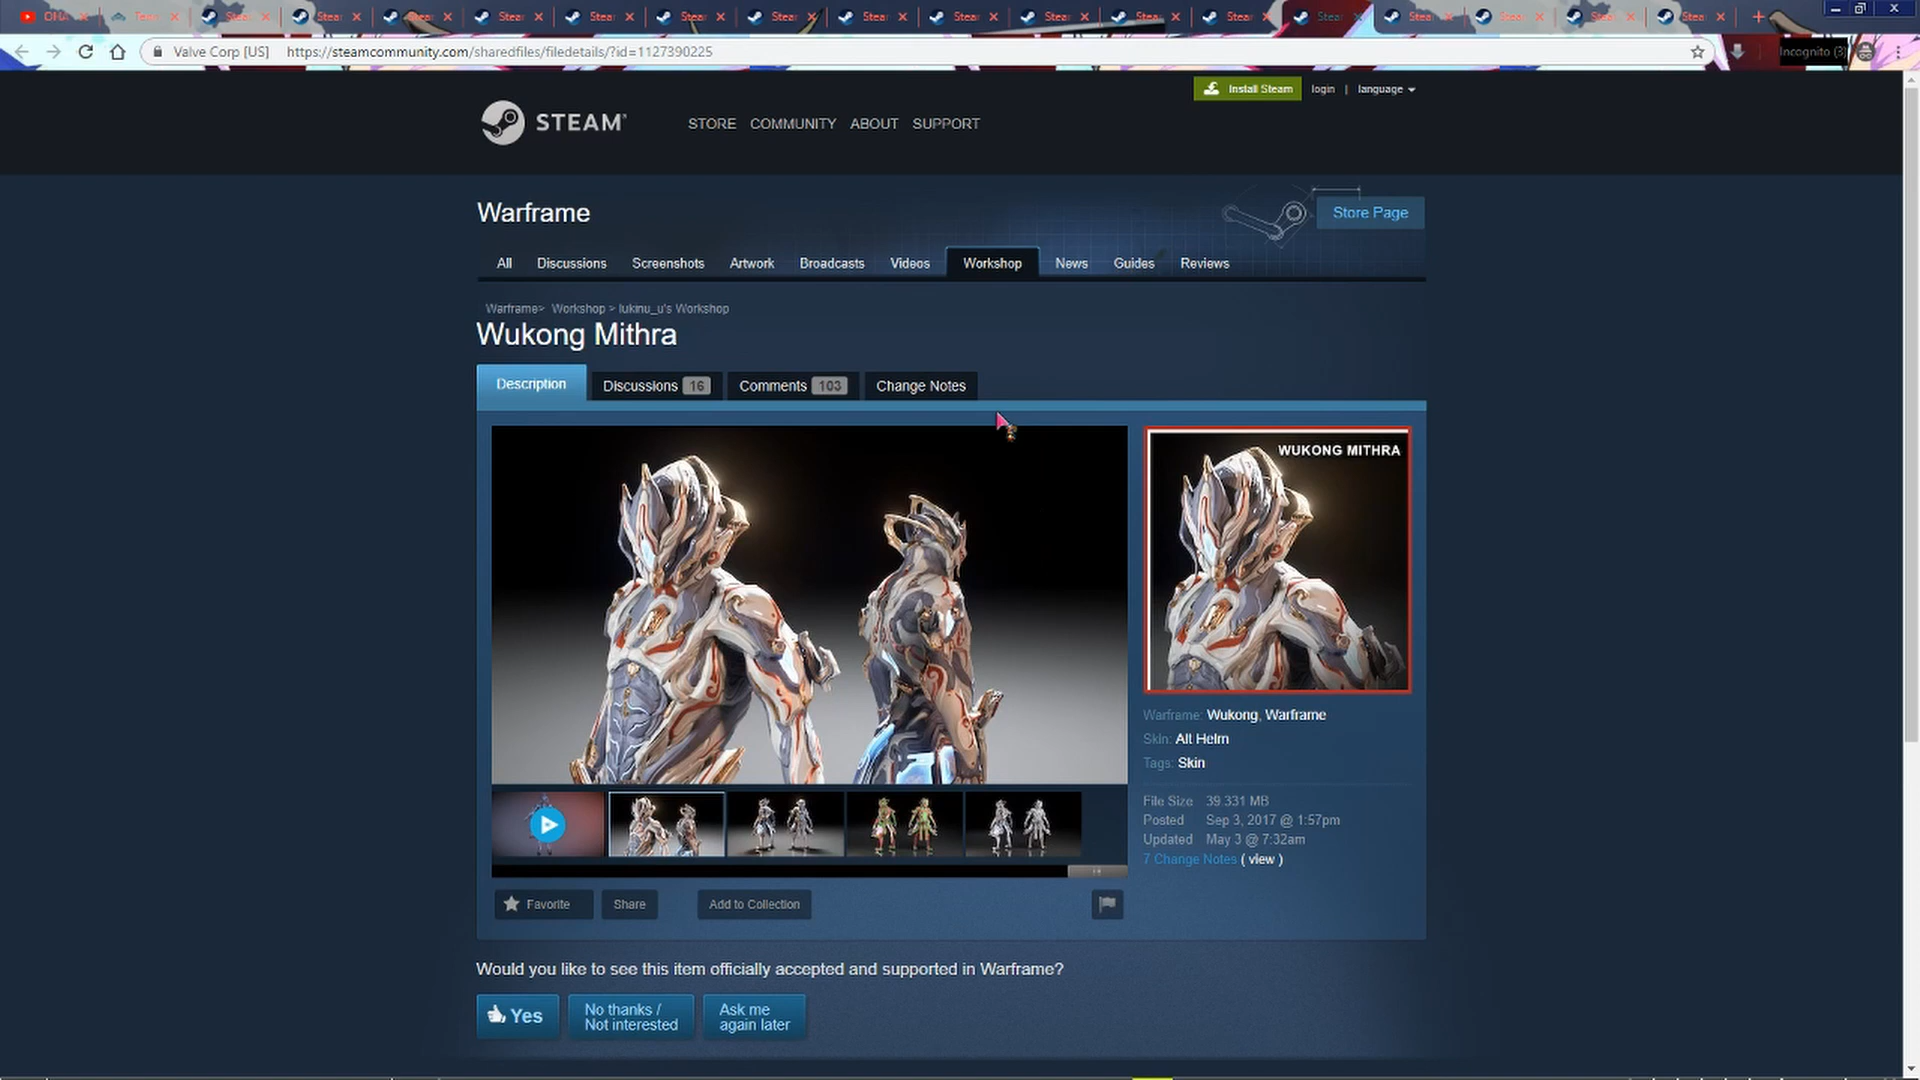 Valve Corp [US] https://steamcommunity.com/sharedfiles/filedetails/?id=1127390225 Incognito (3)
Install Steam login | language
STEAM STORE COMMUNITY ABOUT SUPPORT
Warframe
Store Page
All Discussions Screenshots Artwork Broadcasts Videos Workshop News Guides Reviews
Warframe> Workshop > lukinu_u's Workshop
Wukong Mithra
Description Discussions 16 Comments 103 Change Notes
WUKONG MITHRA
Warframe: Wukong, Warframe
Skin: Alt Helm
Tags: Skin
File Size 39.331 MB
Posted Sep 3, 2017 @ 1:57pm
Updated May 3 @ 7:32am
7 Change Notes ( view )
Favorite Share Add to Collection
Would you like to see this item officially accepted and supported in Warframe?
Yes
No thanks /
Not interested
Ask me
again later